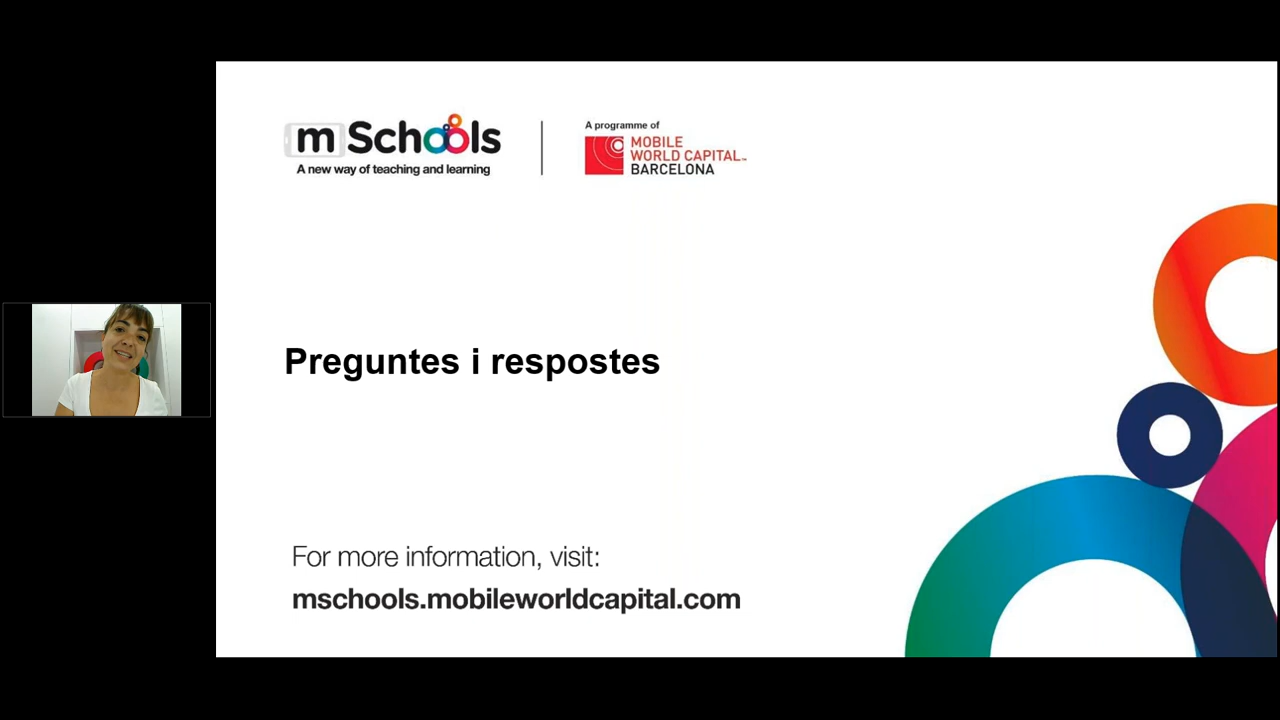 mSchools
A new way of teaching and learning
A programme of
MOBILE
WORLD CAPITAL™
BARCELONA
Preguntes i respostes
For more information, visit:
mschools.mobileworldcapital.com